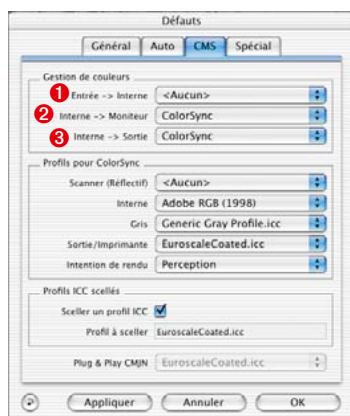 Défauts
Général Auto CMS Spécial
Gestion de couleurs
1 Entrée -> Interne <Aucun>
2 Interne -> Moniteur ColorSync
3 Interne -> Sortie ColorSync
Profils pour ColorSync
Scanner (Réflectif) <Aucun>
Interne Adobe RGB (1998)
Gris Generic Gray Profile.icc
Sortie/Imprimante EuroscaleCoated.icc
Intention de rendu Perception
Profils ICC scellés
Sceller un profil ICC
Profil à sceller EuroscaleCoated.icc
Plug & Play CMJN EuroscaleCoated.icc
Appliquer Annuler OK